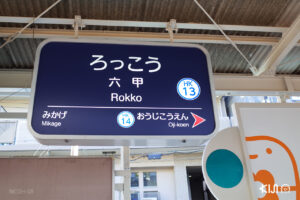 ろっこう
六甲
Rokko
HK
13
みかげ
Mikage
14
おうじこうえん
Oji-koen
KIJI